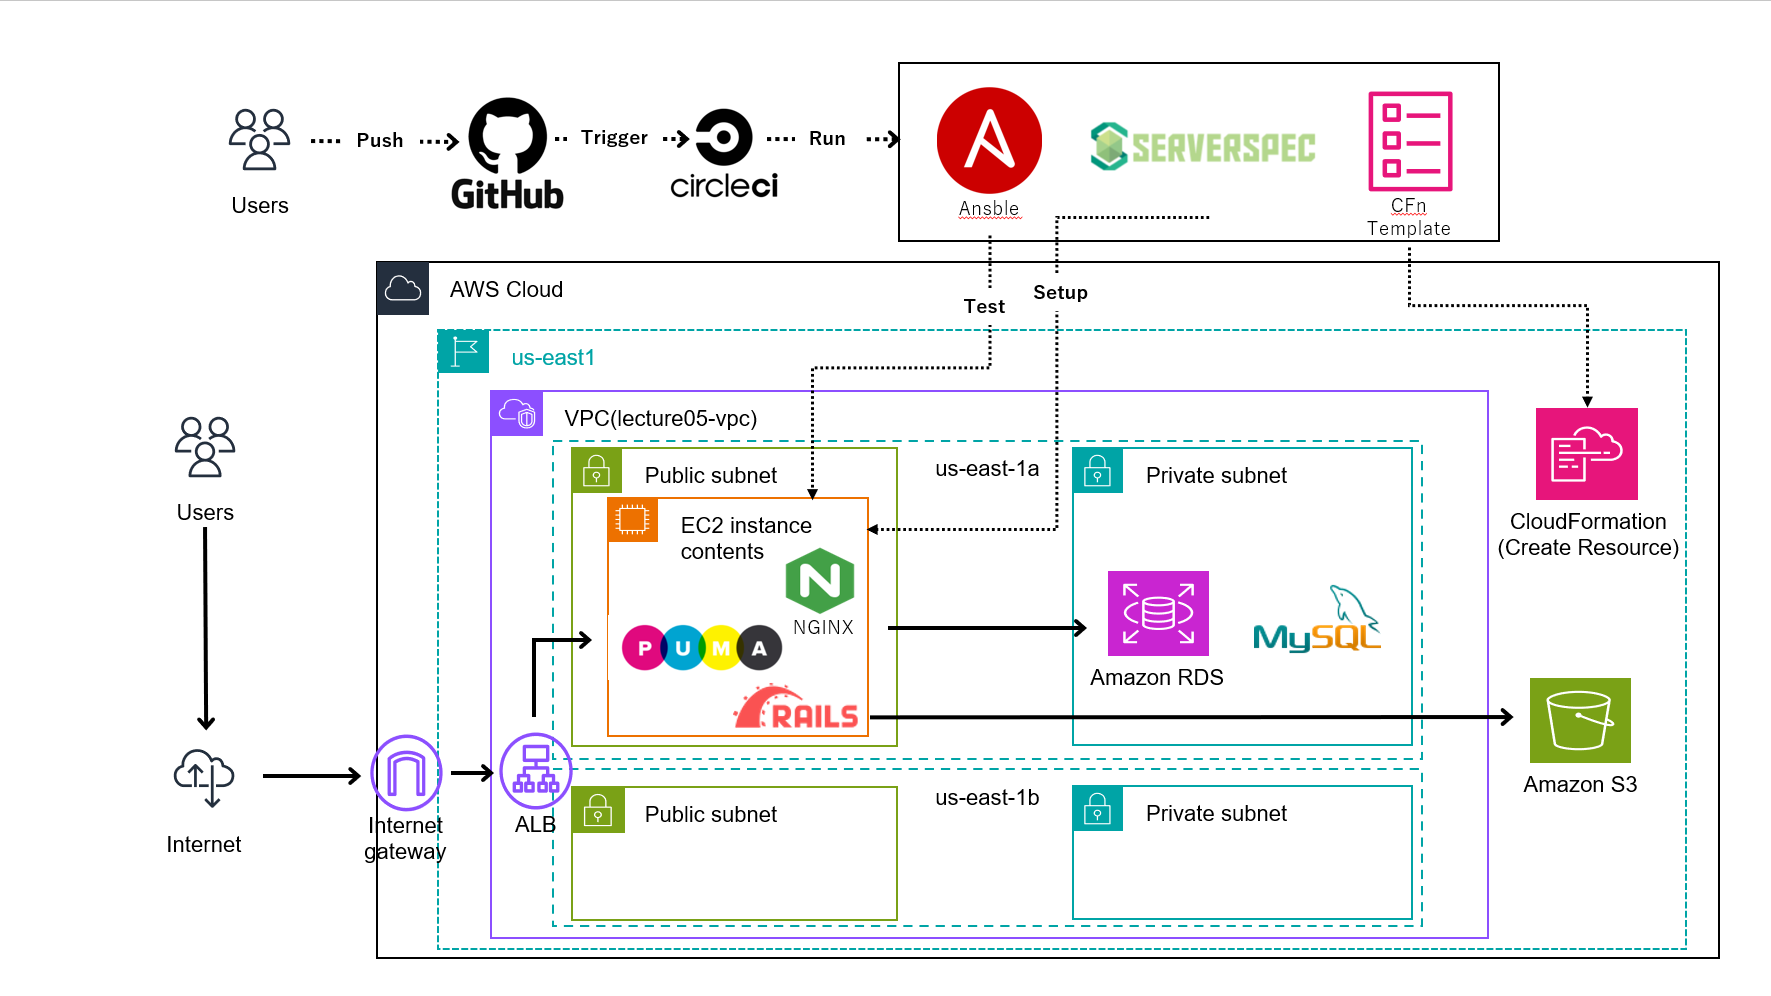 Users
Push
GitHub
Trigger
circleci
Run
Ansble
SERVERSPEC
CFn
Template
AWS Cloud
Test
Setup
us-east1
VPC(lecture05-vpc)
Public subnet
us-east-1a
Private subnet
EC2 instance
contents
NGINX
PUMA
RAILS
Amazon RDS
MySQL
CloudFormation
(Create Resource)
Amazon S3
Users
Internet
Internet
gateway
ALB
Public subnet
us-east-1b
Private subnet